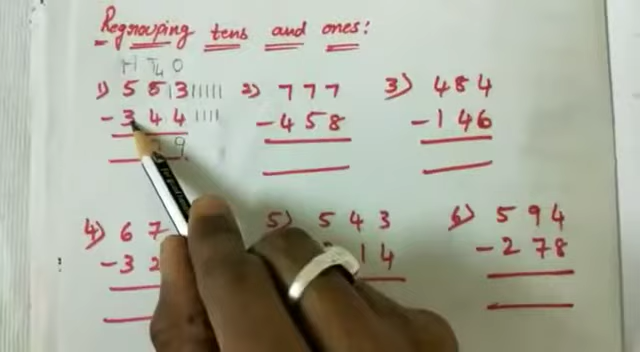 Regrouping tens and ones:
H T O
4
1) 5 5 13 |||||
- 3 4 4 ||||
9
2) 7 7 7
- 4 5 8
3) 4 8 4
- 1 4 6
4) 6 7
- 3 2
5) 5 4 3
1 4
6) 5 9 4
- 2 7 8